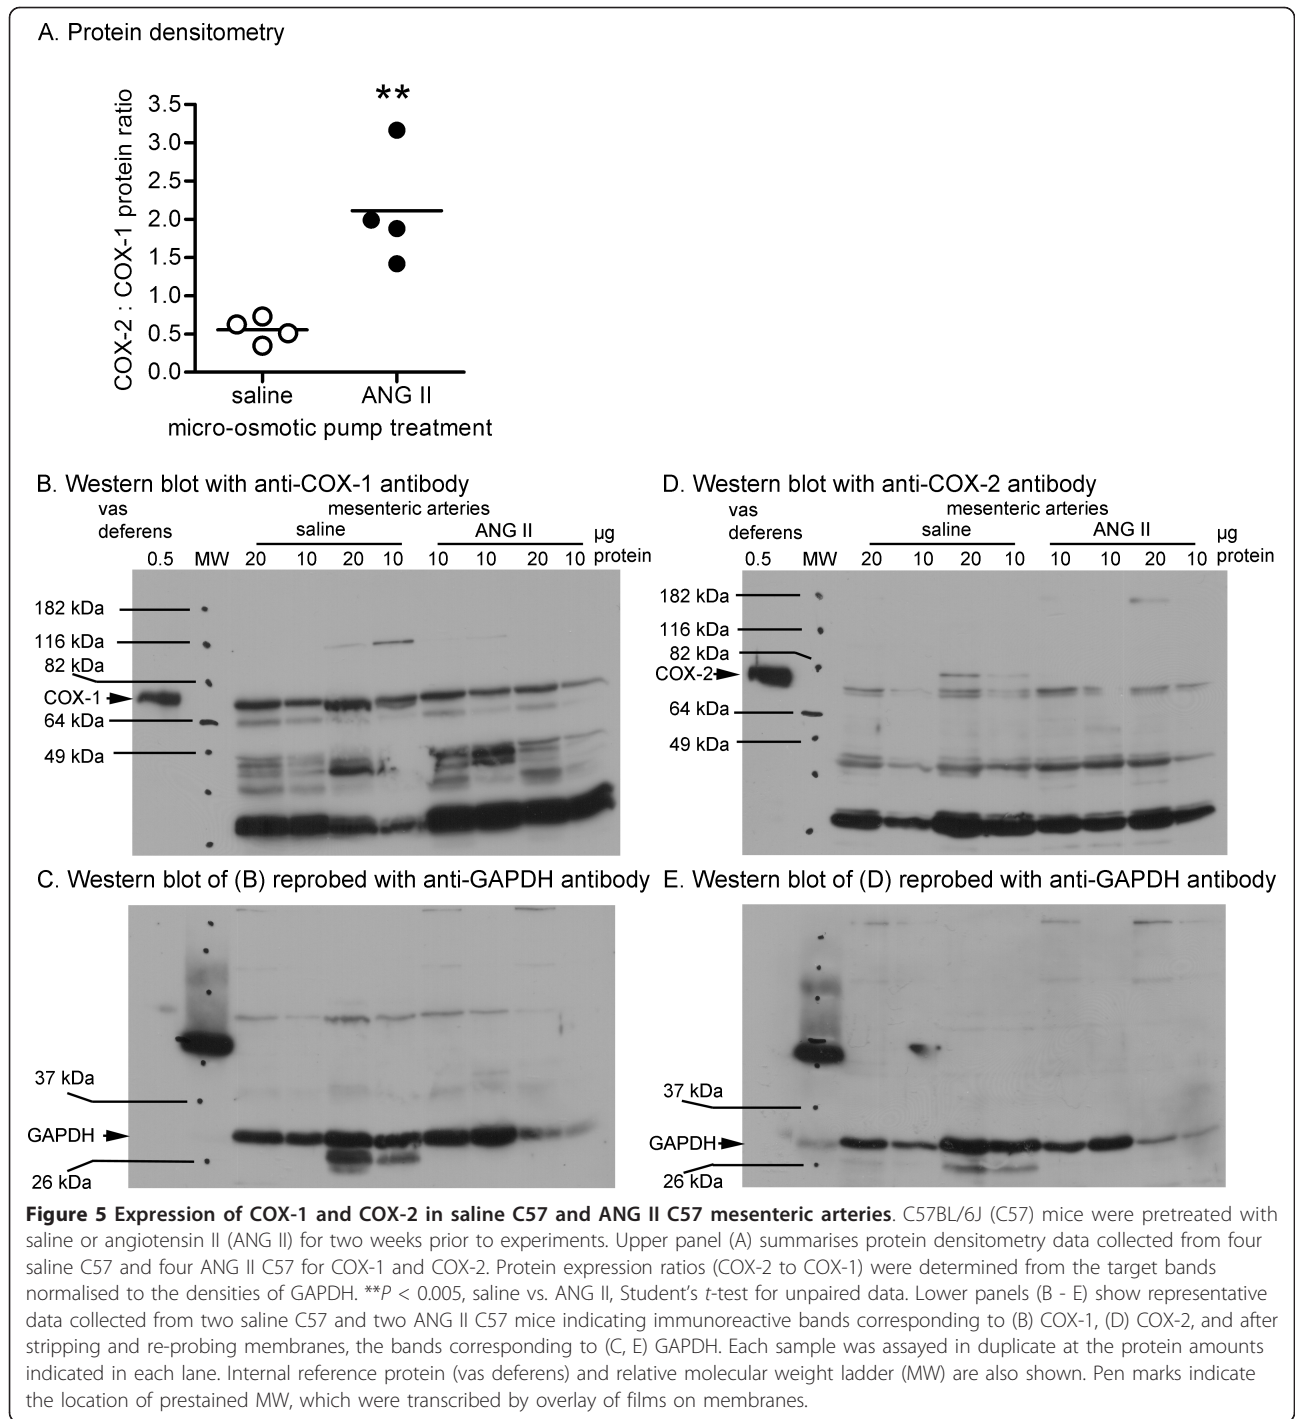 A. Protein densitometry
**
COX-2 : COX-1 protein ratio
3.5
3.0
2.5
2.0
1.5
1.0
0.5
0.0
saline ANG II
micro-osmotic pump treatment
B. Western blot with anti-COX-1 antibody
vas deferens
mesenteric arteries
saline ANG II µg protein
0.5 MW 20 10 20 10 10 10 20 10
182 kDa
116 kDa
82 kDa
COX-1
64 kDa
49 kDa
D. Western blot with anti-COX-2 antibody
vas deferens
mesenteric arteries
saline ANG II µg protein
0.5 MW 20 10 20 10 10 10 20 10
182 kDa
116 kDa
82 kDa
COX-2
64 kDa
49 kDa
C. Western blot of (B) reprobed with anti-GAPDH antibody
37 kDa
GAPDH
26 kDa
E. Western blot of (D) reprobed with anti-GAPDH antibody
37 kDa
GAPDH
26 kDa
Figure 5 Expression of COX-1 and COX-2 in saline C57 and ANG II C57 mesenteric arteries. C57BL/6J (C57) mice were pretreated with
saline or angiotensin II (ANG II) for two weeks prior to experiments. Upper panel (A) summarises protein densitometry data collected from four
saline C57 and four ANG II C57 for COX-1 and COX-2. Protein expression ratios (COX-2 to COX-1) were determined from the target bands
normalised to the densities of GAPDH. **P < 0.005, saline vs. ANG II, Student's t-test for unpaired data. Lower panels (B - E) show representative
data collected from two saline C57 and two ANG II C57 mice indicating immunoreactive bands corresponding to (B) COX-1, (D) COX-2, and after
stripping and re-probing membranes, the bands corresponding to (C, E) GAPDH. Each sample was assayed in duplicate at the protein amounts
indicated in each lane. Internal reference protein (vas deferens) and relative molecular weight ladder (MW) are also shown. Pen marks indicate
the location of prestained MW, which were transcribed by overlay of films on membranes.